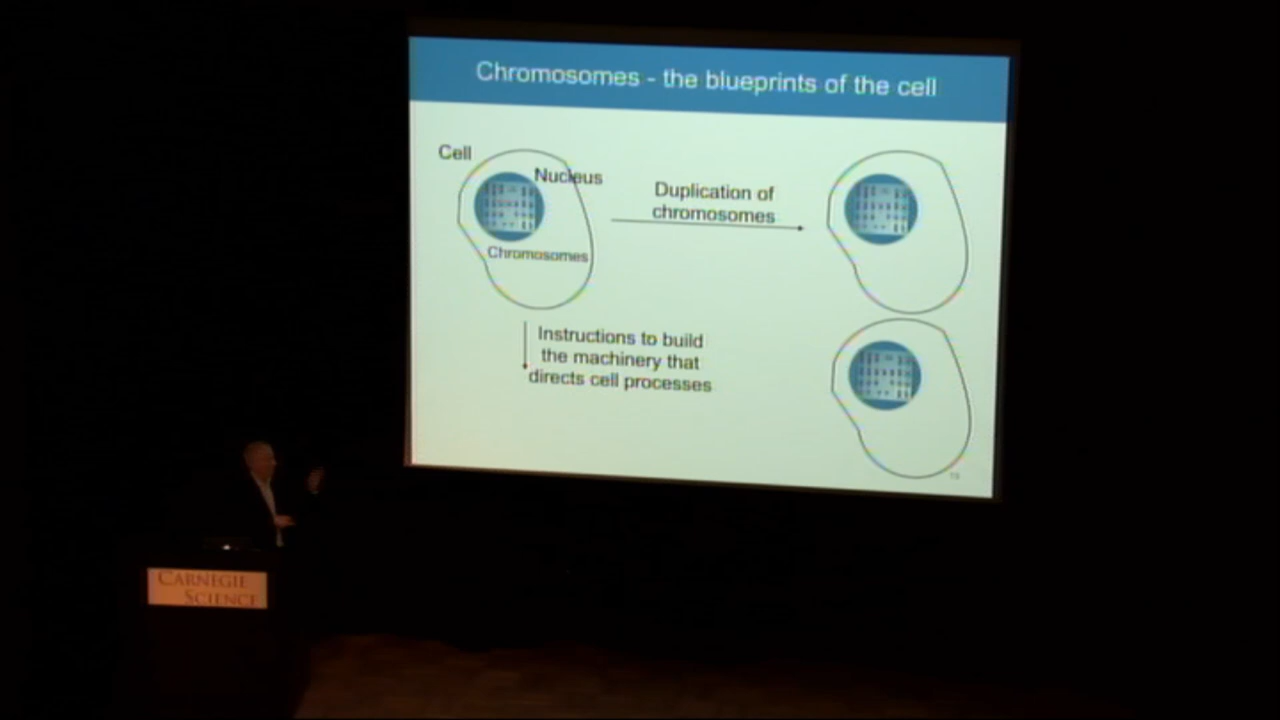 Chromosomes - the blueprints of the cell
Cell
Nucleus
Chromosomes
Duplication of
chromosomes
Instructions to build
the machinery that
directs cell processes
CARNEGIE
SCIENCE